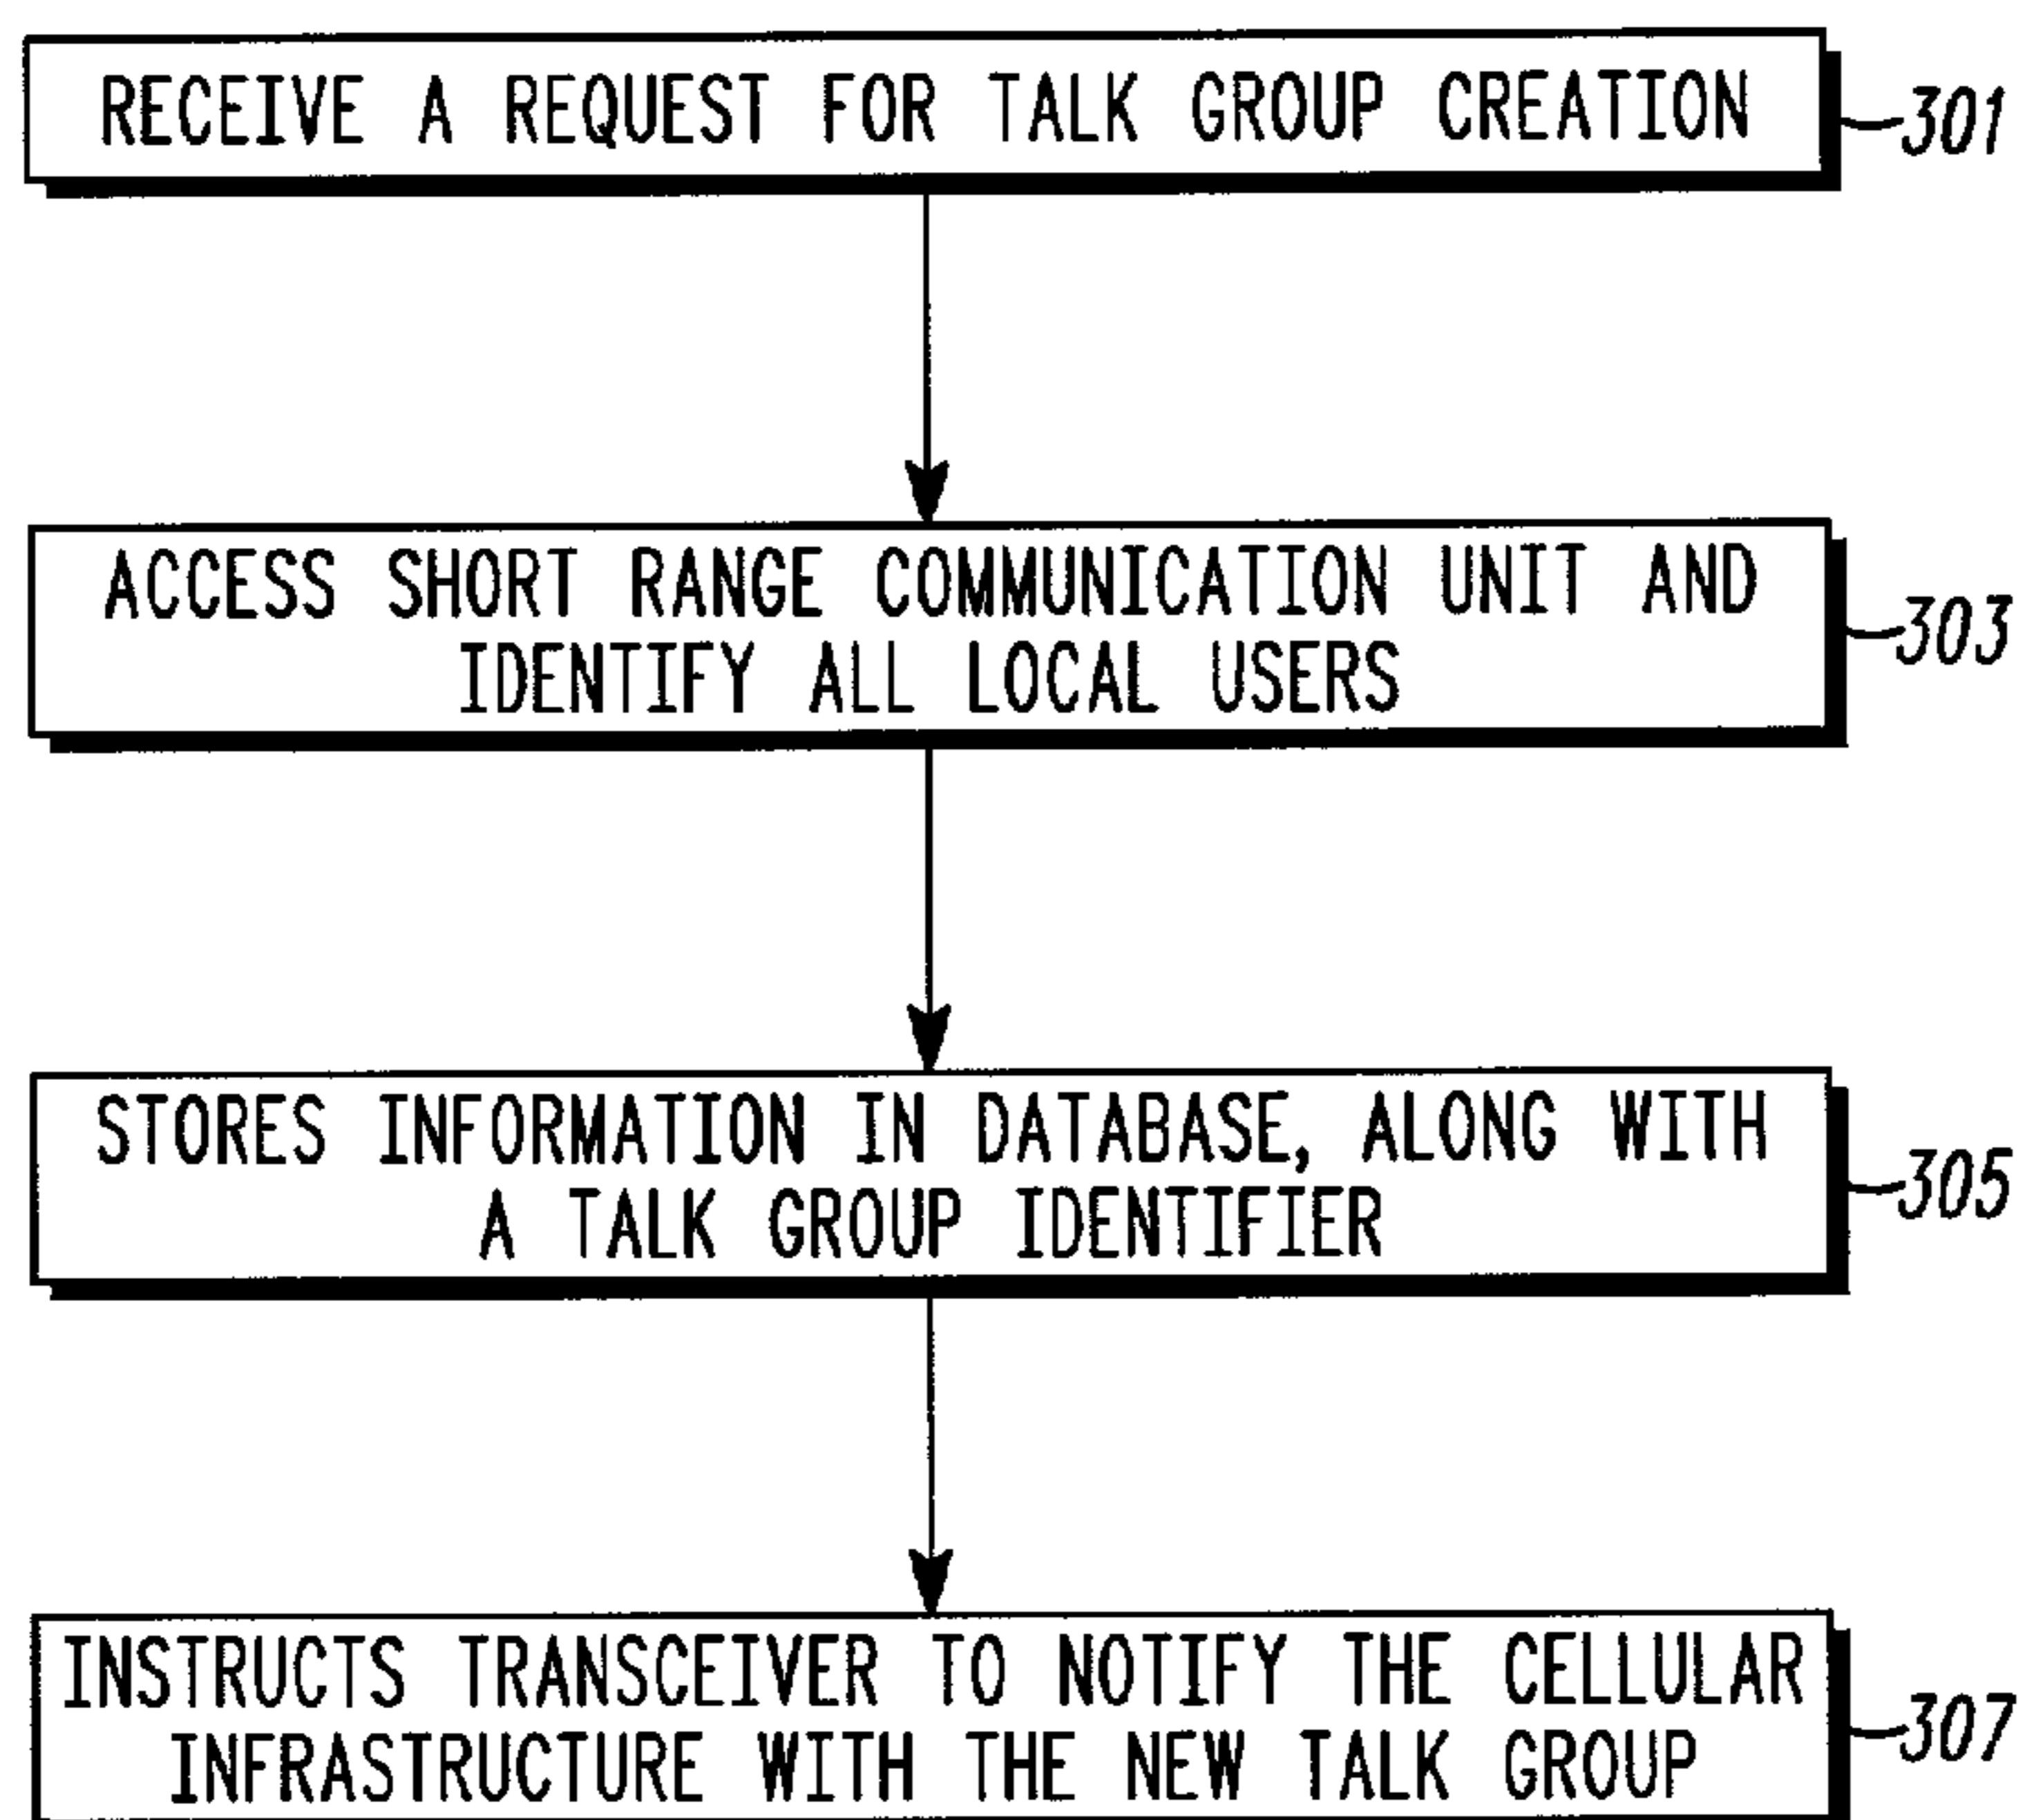 RECEIVE A REQUEST FOR TALK GROUP CREATION
301
ACCESS SHORT RANGE COMMUNICATION UNIT AND
IDENTIFY ALL LOCAL USERS
303
STORES INFORMATION IN DATABASE, ALONG WITH
A TALK GROUP IDENTIFIER
305
INSTRUCTS TRANSCEIVER TO NOTIFY THE CELLULAR
INFRASTRUCTURE WITH THE NEW TALK GROUP
307